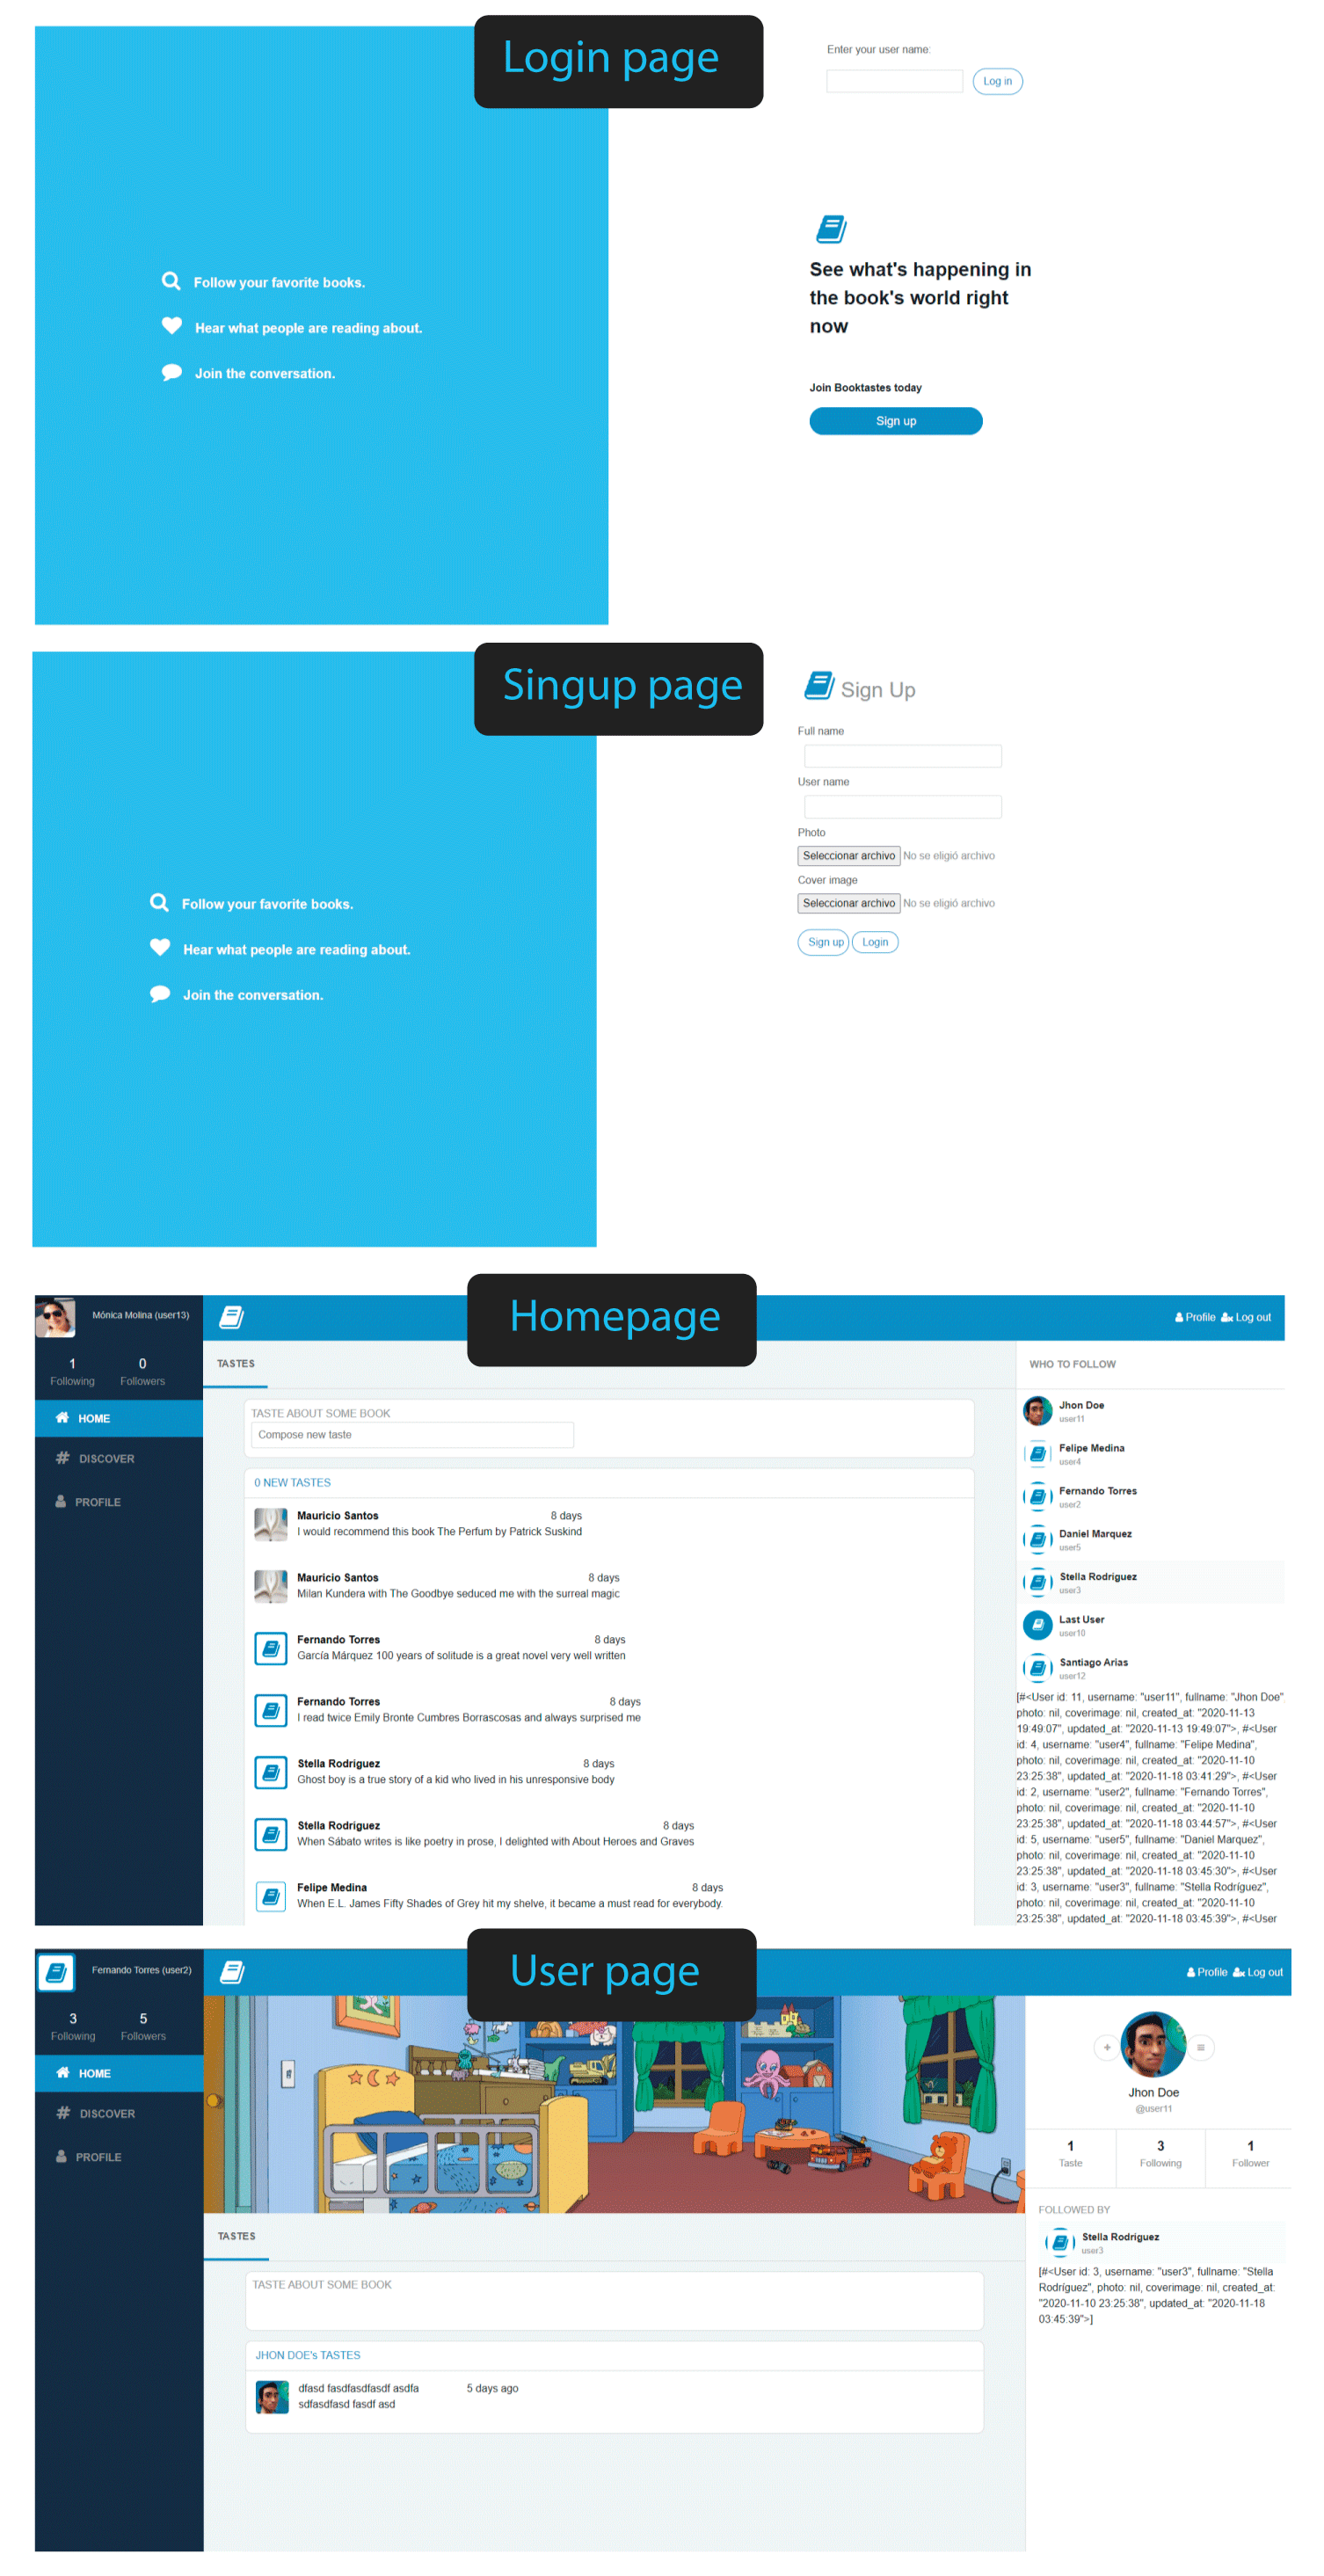 Login page
Enter your user name:
Log in
Follow your favorite books.
Hear what people are reading about.
Join the conversation.
See what's happening in
the book's world right
now
Join Booktastes today
Sign up
Singup page
Sign Up
Full name
User name
Photo
Seleccionar archivo No se eligió archivo
Cover image
Seleccionar archivo No se eligió archivo
Sign up Login
Follow your favorite books.
Hear what people are reading about.
Join the conversation.
Homepage
Mónica Molina (user13)
Profile Log out
1 0
Following Followers
HOME
# DISCOVER
PROFILE
TASTES
TASTE ABOUT SOME BOOK
Compose new taste
0 NEW TASTES
Mauricio Santos 8 days
I would recommend this book The Perfum by Patrick Suskind
Mauricio Santos 8 days
Milan Kundera with The Goodbye seduced me with the surreal magic
Fernando Torres 8 days
García Márquez 100 years of solitude is a great novel very well written
Fernando Torres 8 days
I read twice Emily Bronte Cumbres Borrascosas and always surprised me
Stella Rodríguez 8 days
Ghost boy is a true story of a kid who lived in his unresponsive body
Stella Rodríguez 8 days
When Sábato writes is like poetry in prose, I delighted with About Heroes and Graves
Felipe Medina 8 days
When E.L. James Fifty Shades of Grey hit my shelve, it became a must read for everybody.
WHO TO FOLLOW
Jhon Doe
user11
Felipe Medina
user4
Fernando Torres
user2
Daniel Marquez
user5
Stella Rodríguez
user3
Last User
user10
Santiago Arias
user12
[#<User id: 11, username: "user11", fullname: "Jhon Doe"
photo: nil, coverimage: nil, created_at: "2020-11-13
19:49:07", updated_at: "2020-11-13 19:49:07">, #<User
id: 4, username: "user4", fullname: "Felipe Medina",
photo: nil, coverimage: nil, created_at: "2020-11-10
23:25:38", updated_at: "2020-11-18 03:41:29">, #<User
id: 2, username: "user2", fullname: "Fernando Torres",
photo: nil, coverimage: nil, created_at: "2020-11-10
23:25:38", updated_at: "2020-11-18 03:44:57">, #<User
id: 5, username: "user5", fullname: "Daniel Marquez",
photo: nil, coverimage: nil, created_at: "2020-11-10
23:25:38", updated_at: "2020-11-18 03:45:30">, #<User
id: 3, username: "user3", fullname: "Stella Rodríguez",
photo: nil, coverimage: nil, created_at: "2020-11-10
23:25:38", updated_at: "2020-11-18 03:45:39">, #<User
User page
Fernando Torres (user2)
Profile Log out
3 5
Following Followers
HOME
# DISCOVER
PROFILE
TASTES
TASTE ABOUT SOME BOOK
JHON DOE's TASTES
dfasd fasdfasdfasdf asdfa 5 days ago
sdfasdfasd fasdf asd
Jhon Doe
@user11
1 3 1
Taste Following Follower
FOLLOWED BY
Stella Rodríguez
user3
[#<User id: 3, username: "user3", fullname: "Stella
Rodríguez", photo: nil, coverimage: nil, created_at:
"2020-11-10 23:25:38", updated_at: "2020-11-18
03:45:39">]